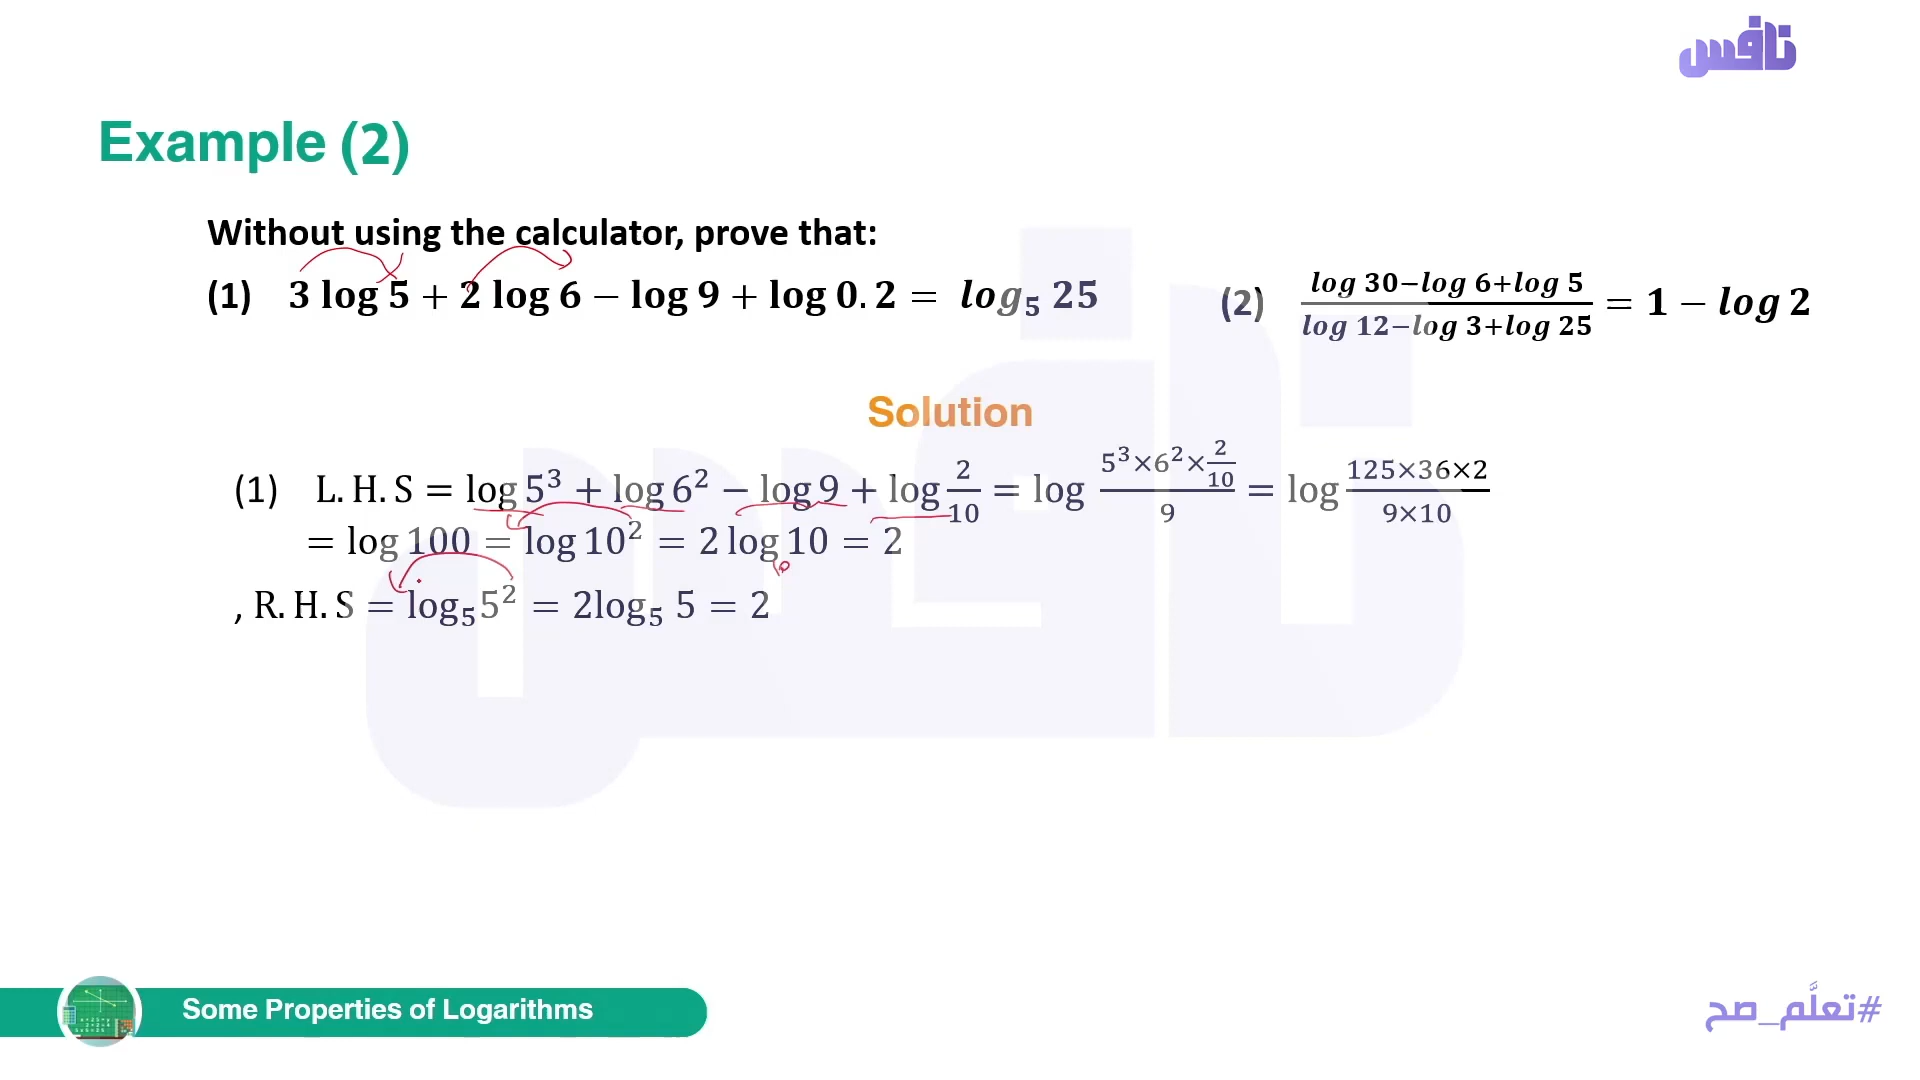 نافس
Example (2)
Without using the calculator, prove that:
(1) 3 log 5 + 2 log 6 − log 9 + log 0.2 = log₅ 25
(2) (log 30−log 6+log 5)/(log 12−log 3+log 25) = 1 − log 2
Solution
(1) L.H.S = log 5³ + log 6² − log 9 + log 2/10 = log (5³×6²×2/10)/9 = log (125×36×2)/(9×10)
= log 100 = log 10² = 2 log 10 = 2
, R.H.S = log₅5² = 2log₅ 5 = 2
Some Properties of Logarithms
#تعلَّم_صح